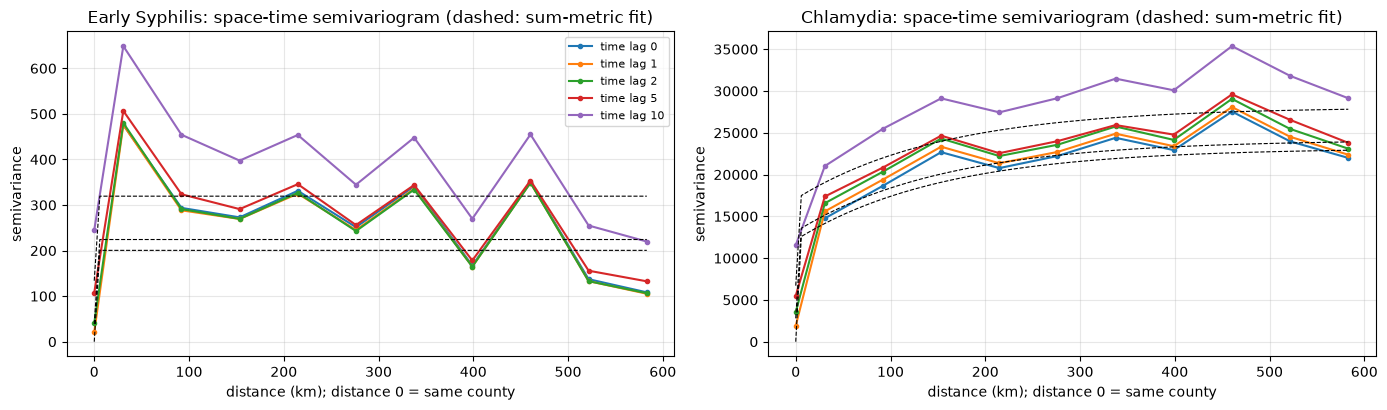 Early Syphilis: space-time semivariogram (dashed: sum-metric fit)
semivariance
600
500
400
300
200
100
0
0 100 200 300 400 500 600
distance (km); distance 0 = same county
time lag 0
time lag 1
time lag 2
time lag 5
time lag 10
Chlamydia: space-time semivariogram (dashed: sum-metric fit)
semivariance
35000
30000
25000
20000
15000
10000
5000
0
0 100 200 300 400 500 600
distance (km); distance 0 = same county